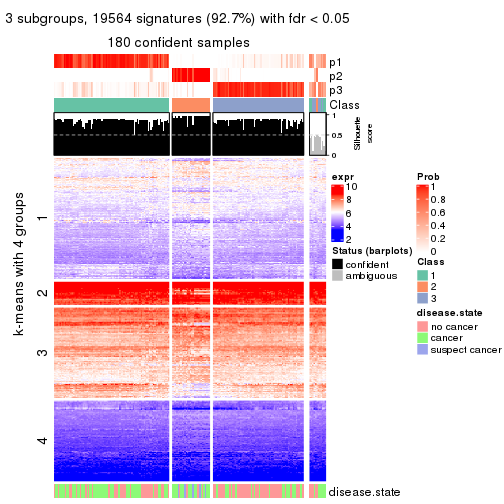 3 subgroups, 19564 signatures (92.7%) with fdr < 0.05
180 confident samples
p1
p2
p3
Class
1
0.5
0
Silhouette
score
k-means with 4 groups
1
2
3
4
expr
10
8
6
4
2
Status (barplots)
confident
ambiguous
Prob
1
0.8
0.6
0.4
0.2
0
Class
1
2
3
disease.state
no cancer
cancer
suspect cancer
disease.state